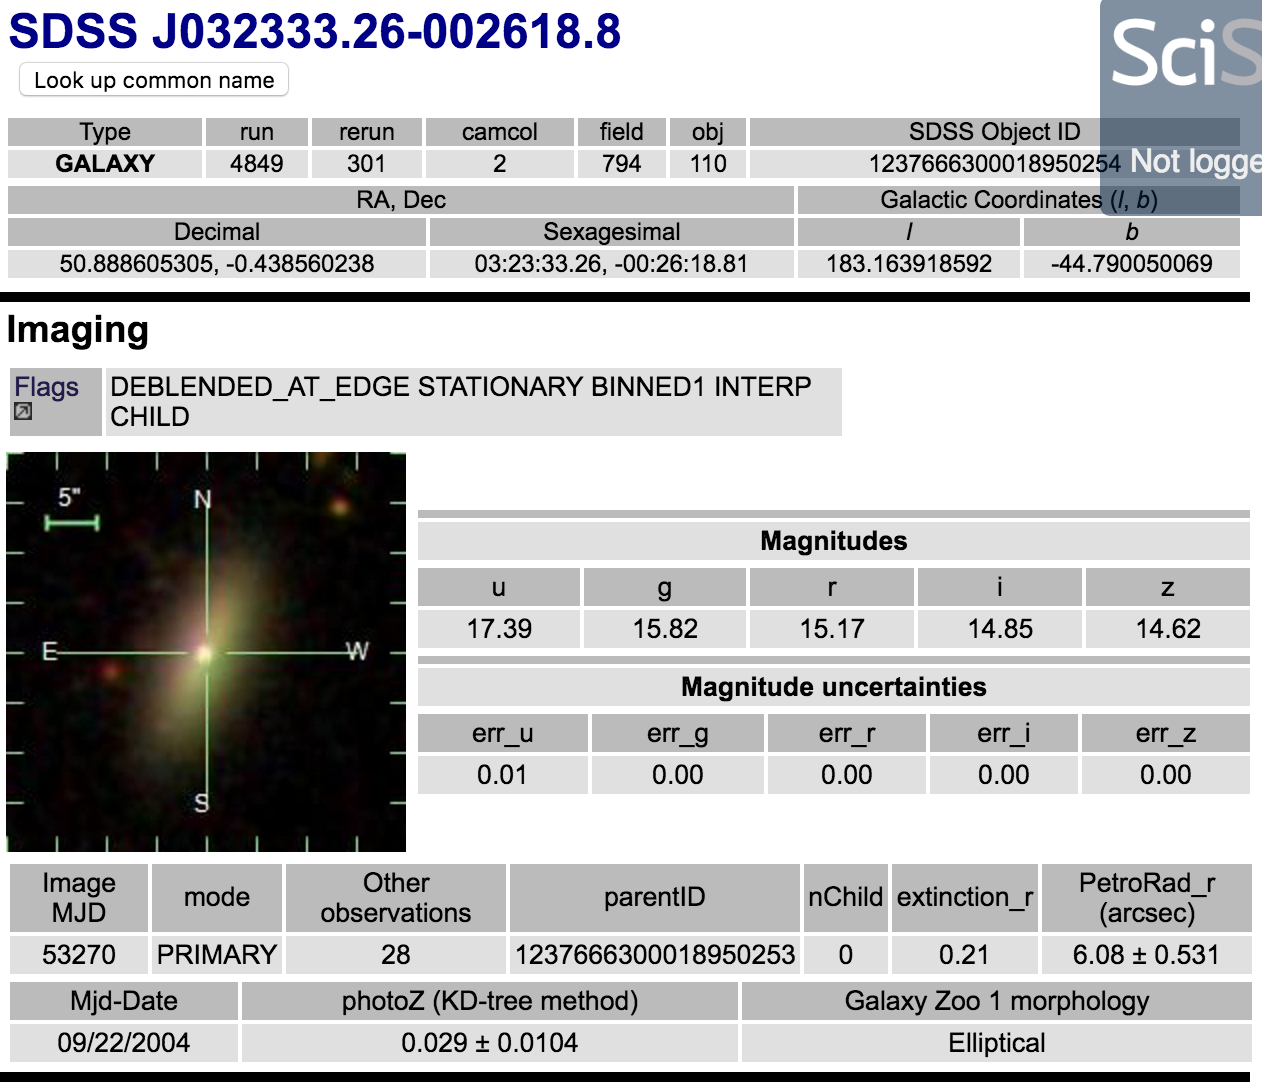 SDSS J032333.26-002618.8
SciS
Look up common name
Type run rerun camcol field obj SDSS Object ID
GALAXY 4849 301 2 794 110 1237666300018950254
Not logge
RA, Dec Galactic Coordinates (l, b)
Decimal Sexagesimal l b
50.888605305, -0.438560238 03:23:33.26, -00:26:18.81 183.163918592 -44.790050069
Imaging
Flags DEBLENDED_AT_EDGE STATIONARY BINNED1 INTERP
CHILD
5"
N
E
W
S
Magnitudes
u g r i z
17.39 15.82 15.17 14.85 14.62
Magnitude uncertainties
err_u err_g err_r err_i err_z
0.01 0.00 0.00 0.00 0.00
Image MJD mode Other observations parentID nChild extinction_r PetroRad_r (arcsec)
53270 PRIMARY 28 1237666300018950253 0 0.21 6.08 ± 0.531
Mjd-Date photoZ (KD-tree method) Galaxy Zoo 1 morphology
09/22/2004 0.029 ± 0.0104 Elliptical